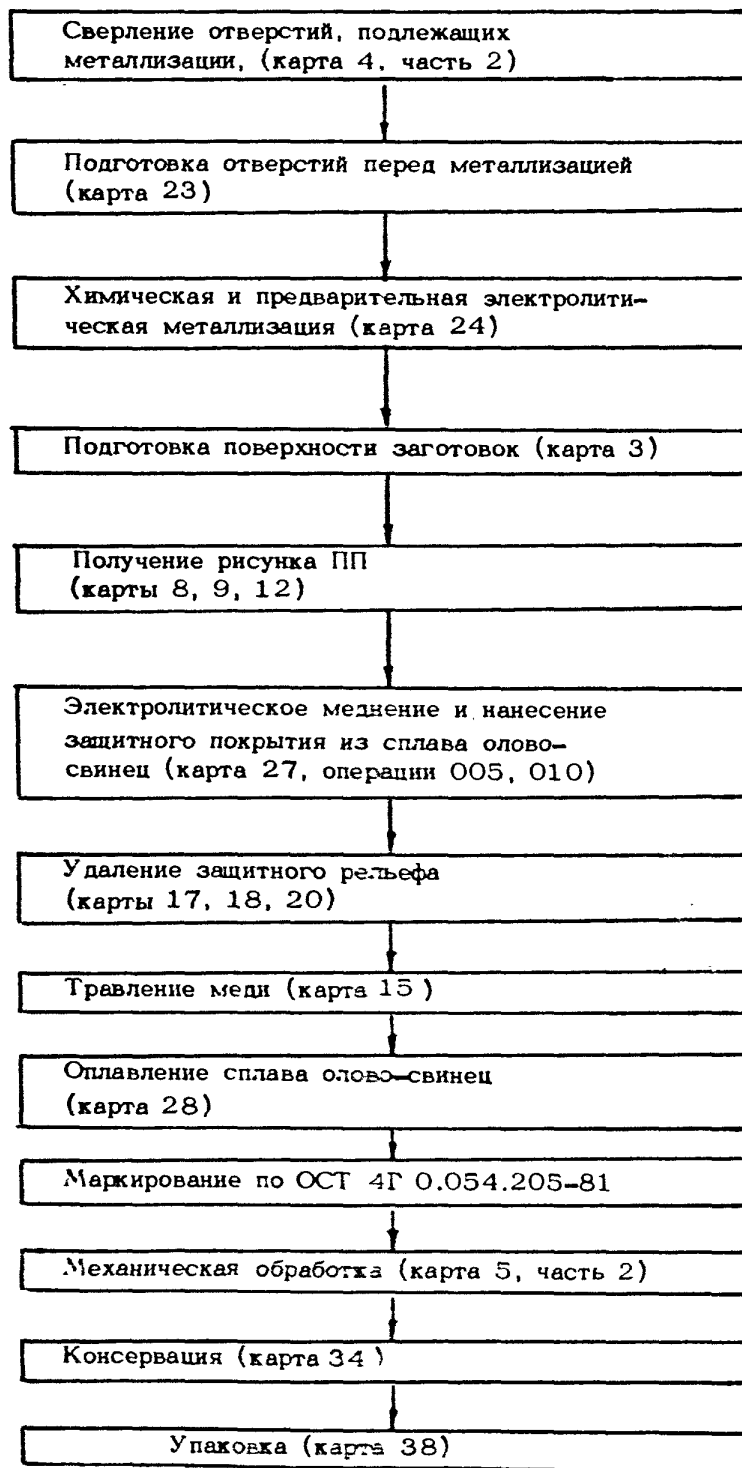 Сверление отверстий, подлежащих
металлизации, (карта 4, часть 2)
Подготовка отверстий перед металлизацией
(карта 23)
Химическая и предварительная электролити-
ческая металлизация (карта 24)
Подготовка поверхности заготовок (карта 3)
Получение рисунка ПП
(карты 8, 9, 12)
Электролитическое меднение и нанесение
защитного покрытия из сплава олово-
свинец (карта 27, операции 005, 010)
Удаление защитного рельефа
(карты 17, 18, 20)
Травление меди (карта 15)
Оплавление сплава олово-свинец
(карта 28)
Маркирование по ОСТ 4Г 0.054.205-81
Механическая обработка (карта 5, часть 2)
Консервация (карта 34)
Упаковка (карта 38)